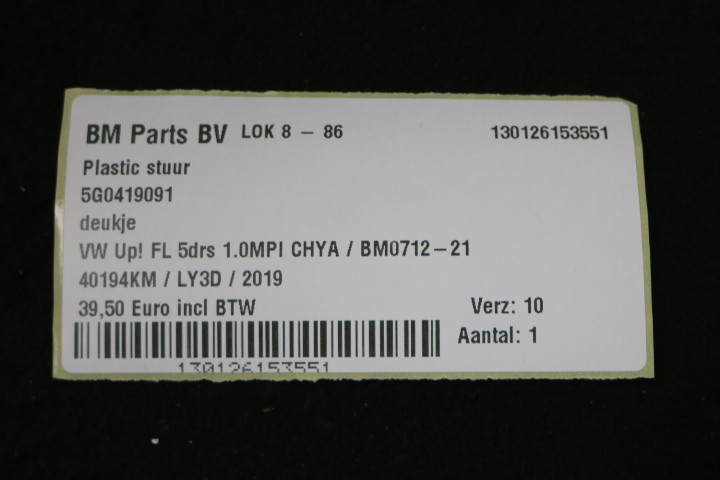 BM Parts BV LOK 8 - 86 130126153551
Plastic stuur
5G0419091
deukje
VW Up! FL 5drs 1.0MPI CHYA / BM0712-21
40194KM / LY3D / 2019
39,50 Euro incl BTW Verz: 10
Aantal: 1
130126153551